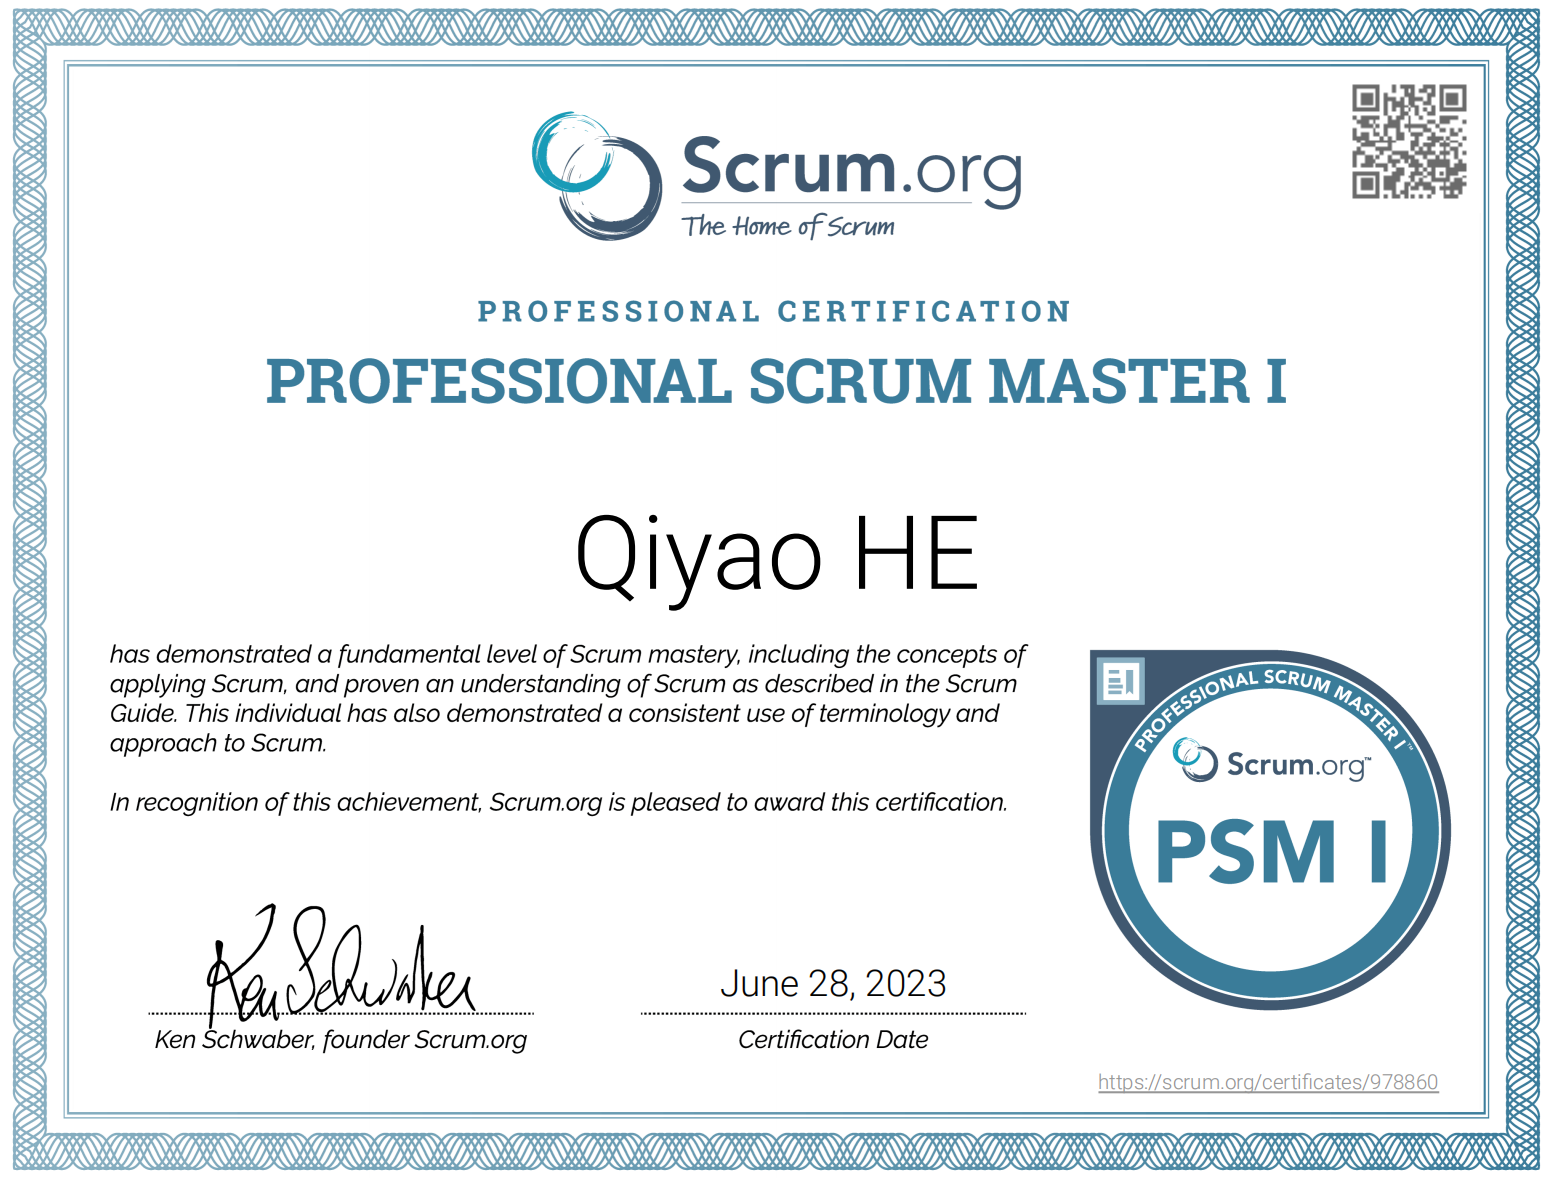 Scrum.org
The Home of Scrum
PROFESSIONAL CERTIFICATION
PROFESSIONAL SCRUM MASTER I
Qiyao HE
has demonstrated a fundamental level of Scrum mastery, including the concepts of
applying Scrum, and proven an understanding of Scrum as described in the Scrum
Guide. This individual has also demonstrated a consistent use of terminology and
approach to Scrum.
In recognition of this achievement, Scrum.org is pleased to award this certification.
PROFESSIONAL SCRUM MASTER I™
Scrum.org™
PSM I
Ken Schwaber
Ken Schwaber, founder Scrum.org
June 28, 2023
Certification Date
https://scrum.org/certificates/978860